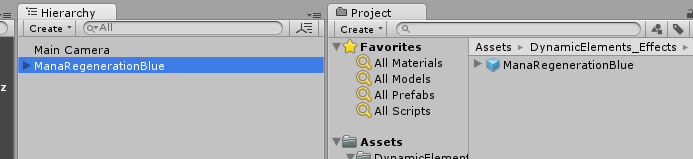 Hierarchy
Create
All
Main Camera
ManaRegenerationBlue
z
Project
Create
Favorites
All Materials
All Models
All Prefabs
All Scripts
Assets
DynamicElement
Assets DynamicElements_Effects
ManaRegenerationBlue